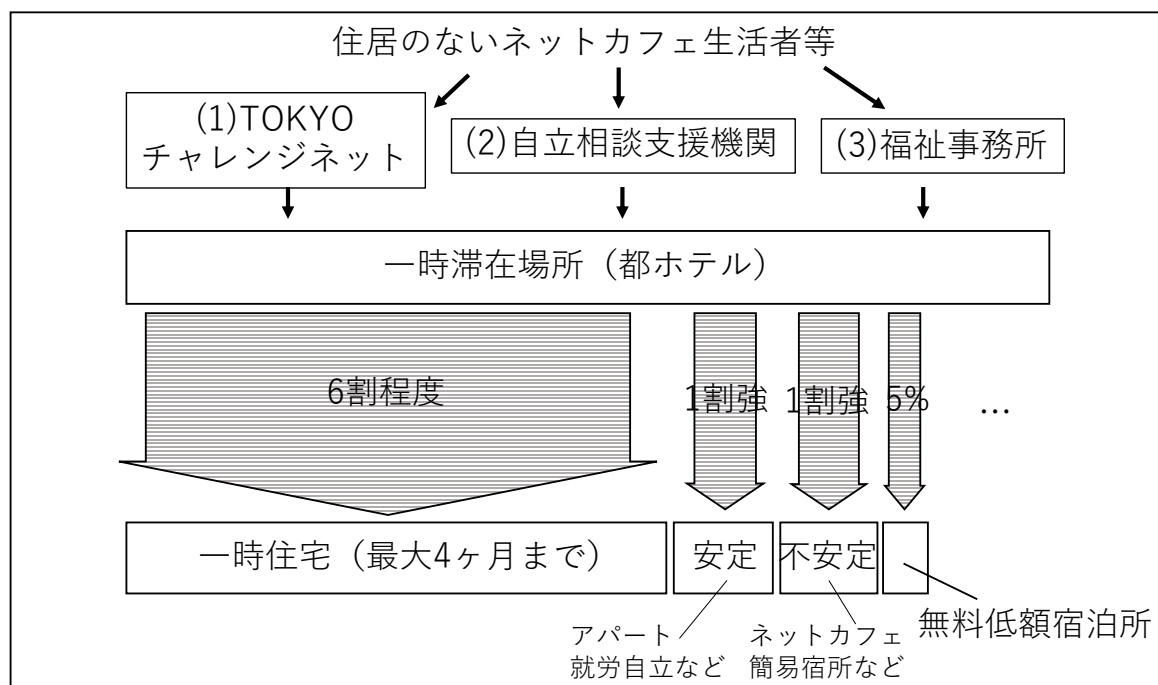 住居のないネットカフェ生活者等
(1)TOKYO
チャレンジネット
(2)自立相談支援機関
(3)福祉事務所
一時滞在場所（都ホテル）
6割程度
1割強
1割強
5%
…
一時住宅（最大4ヶ月まで）
安定
不安定
無料低額宿泊所
アパート
就労自立など
ネットカフェ
簡易宿所など